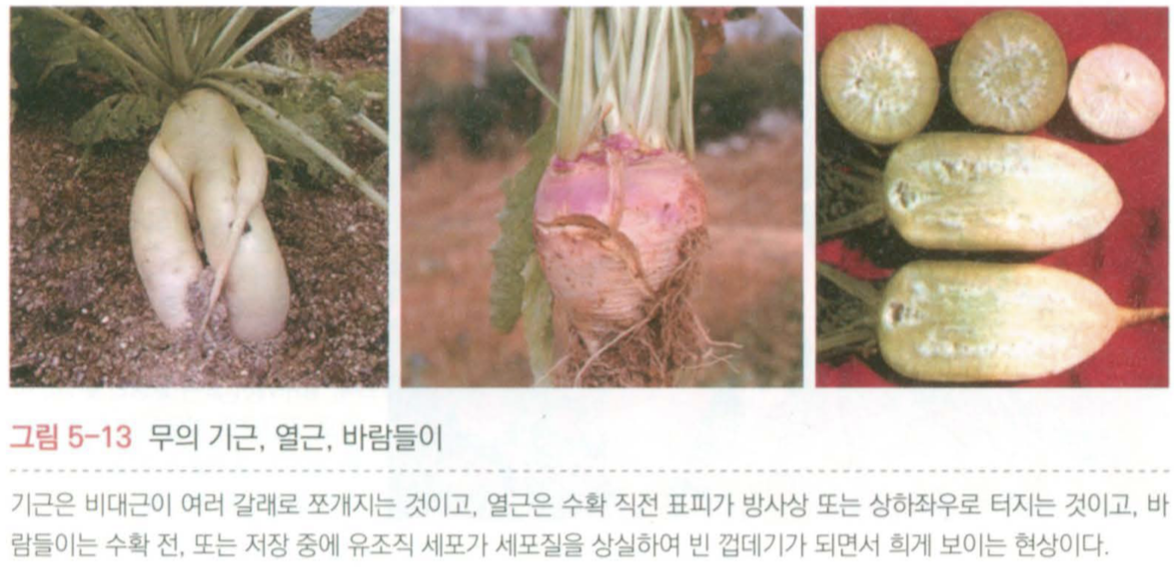 그림 5-13 무의 기근, 열근, 바람들이
기근은 비대근이 여러 갈래로 쪼개지는 것이고, 열근은 수확 직전 표피가 방사상 또는 상하좌우로 터지는 것이고, 바
람들이는 수확 전, 또는 저장 중에 유조직 세포가 세포질을 상실하여 빈 껍데기가 되면서 희게 보이는 현상이다.